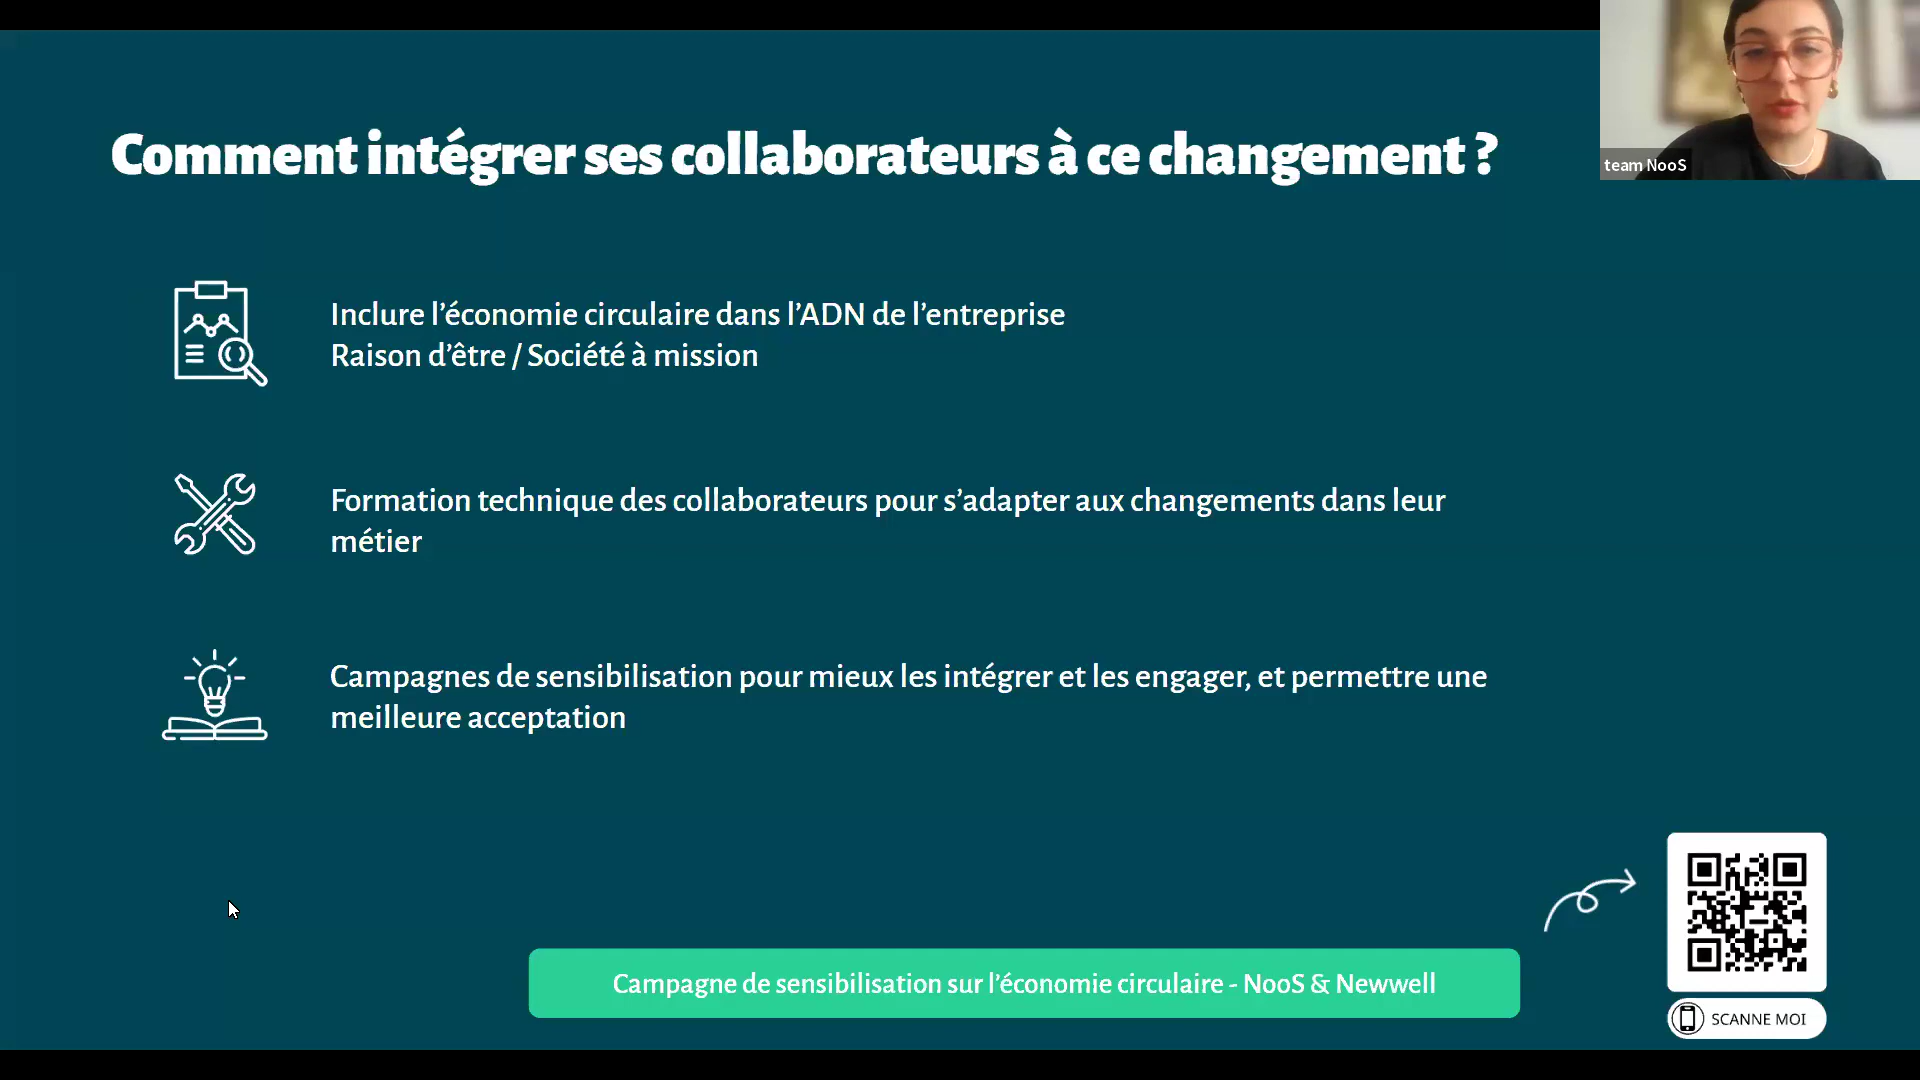 Comment intégrer ses collaborateurs à ce changement ?
team NooS
Inclure l’économie circulaire dans l’ADN de l’entreprise
Raison d’être / Société à mission
Formation technique des collaborateurs pour s’adapter aux changements dans leur
métier
Campagnes de sensibilisation pour mieux les intégrer et les engager, et permettre une
meilleure acceptation
Campagne de sensibilisation sur l’économie circulaire - NooS & Newwell
SCANNE MOI